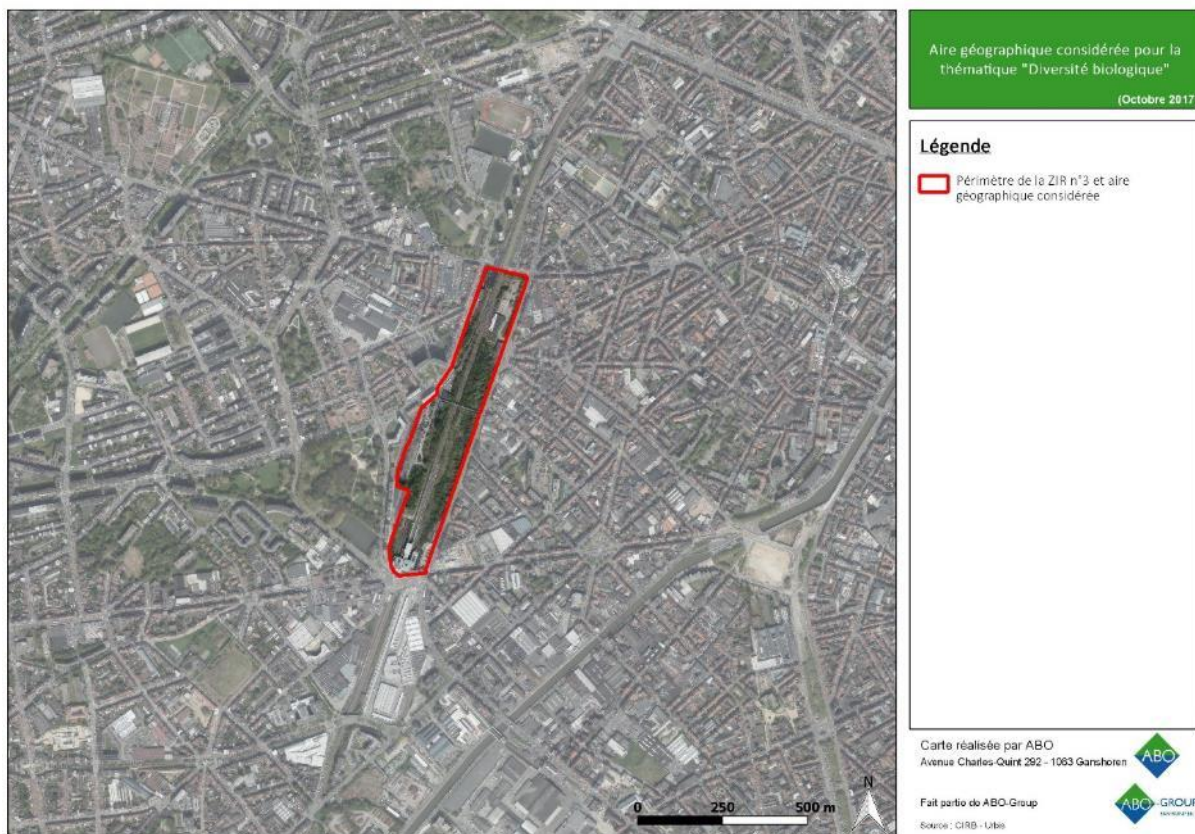 Aire géographique considérée pour la
thématique "Diversité biologique"
(Octobre 2017
Légende
Périmètre de la ZIR n°3 et aire
géographique considérée
Carte réalisée par ABO
Avenue Charles-Quint 292 - 1083 Ganshoren
ABO
Fait partie de ABO-Group
ABO-GROUP
Source : CIRB - Urbis
N
0 250 500 m